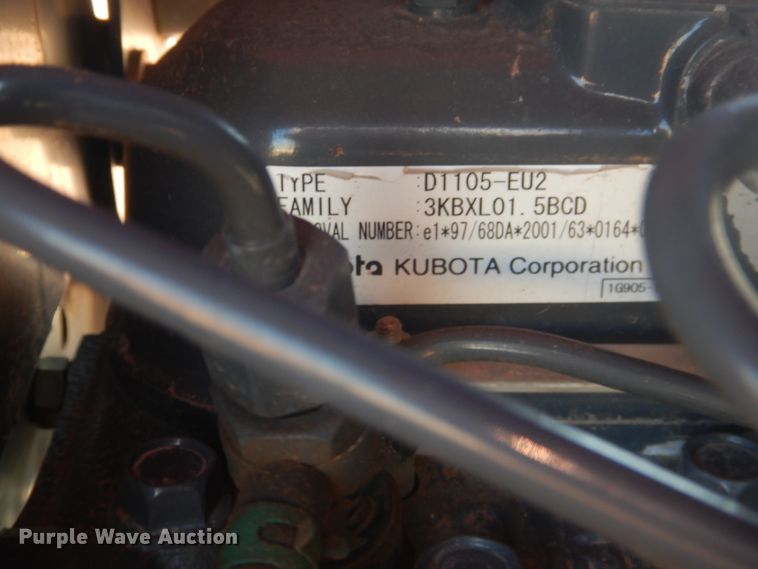 TYPE :D1105-EU2
FAMILY :3KBXL01.5BCD
OVAL NUMBER:e1*97/68DA*2001/63*0164*
KUBOTA Corporation
1G905-
Purple Wave Auction